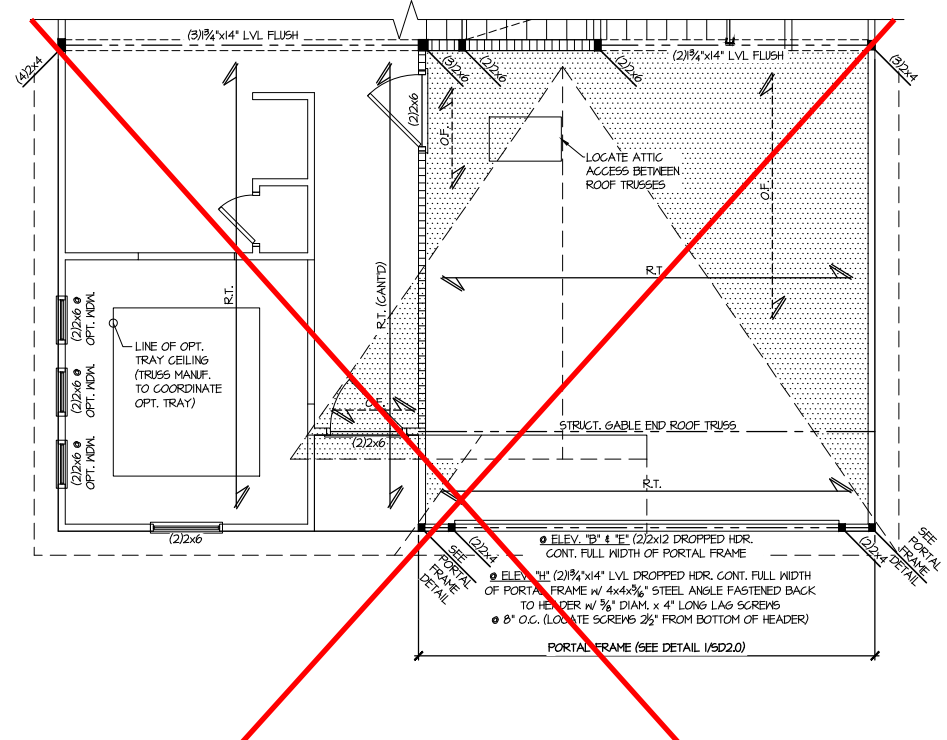 (3)1¾"x14" LVL FLUSH
(2)1¾"x14" LVL FLUSH
(4)2x4
(3)2x6
(2)2x6
(2)2x6
(3)2x4
(2)2x6
O.F.
O.F.
LOCATE ATTIC
ACCESS BETWEEN
ROOF TRUSSES
R.T.
R.T.
R.T. (CANT'D)
(2)2x6 @
OPT. WDW.
(2)2x6 @
OPT. WDW.
(2)2x6 @
OPT. WDW.
LINE OF OPT.
TRAY CEILING
(TRUSS MANUF.
TO COORDINATE
OPT. TRAY)
O.F.
(2)2x6
STRUCT. GABLE END ROOF TRUSS
R.T.
(2)2x6
SEE
PORTAL
FRAME
DETAIL
(2)2x4
@ ELEV. "B" & "E" (2)2x12 DROPPED HDR.
CONT. FULL WIDTH OF PORTAL FRAME
(2)2x4
SEE
PORTAL
FRAME
DETAIL
@ ELEV. "H" (2)1¾"x14" LVL DROPPED HDR. CONT. FULL WIDTH
OF PORTAL FRAME W/ 4x4x5/16" STEEL ANGLE FASTENED BACK
TO HEADER W/ 5/8" DIAM. x 4" LONG LAG SCREWS
@ 8" O.C. (LOCATE SCREWS 2½" FROM BOTTOM OF HEADER)
PORTAL FRAME (SEE DETAIL 1/SD2.0)